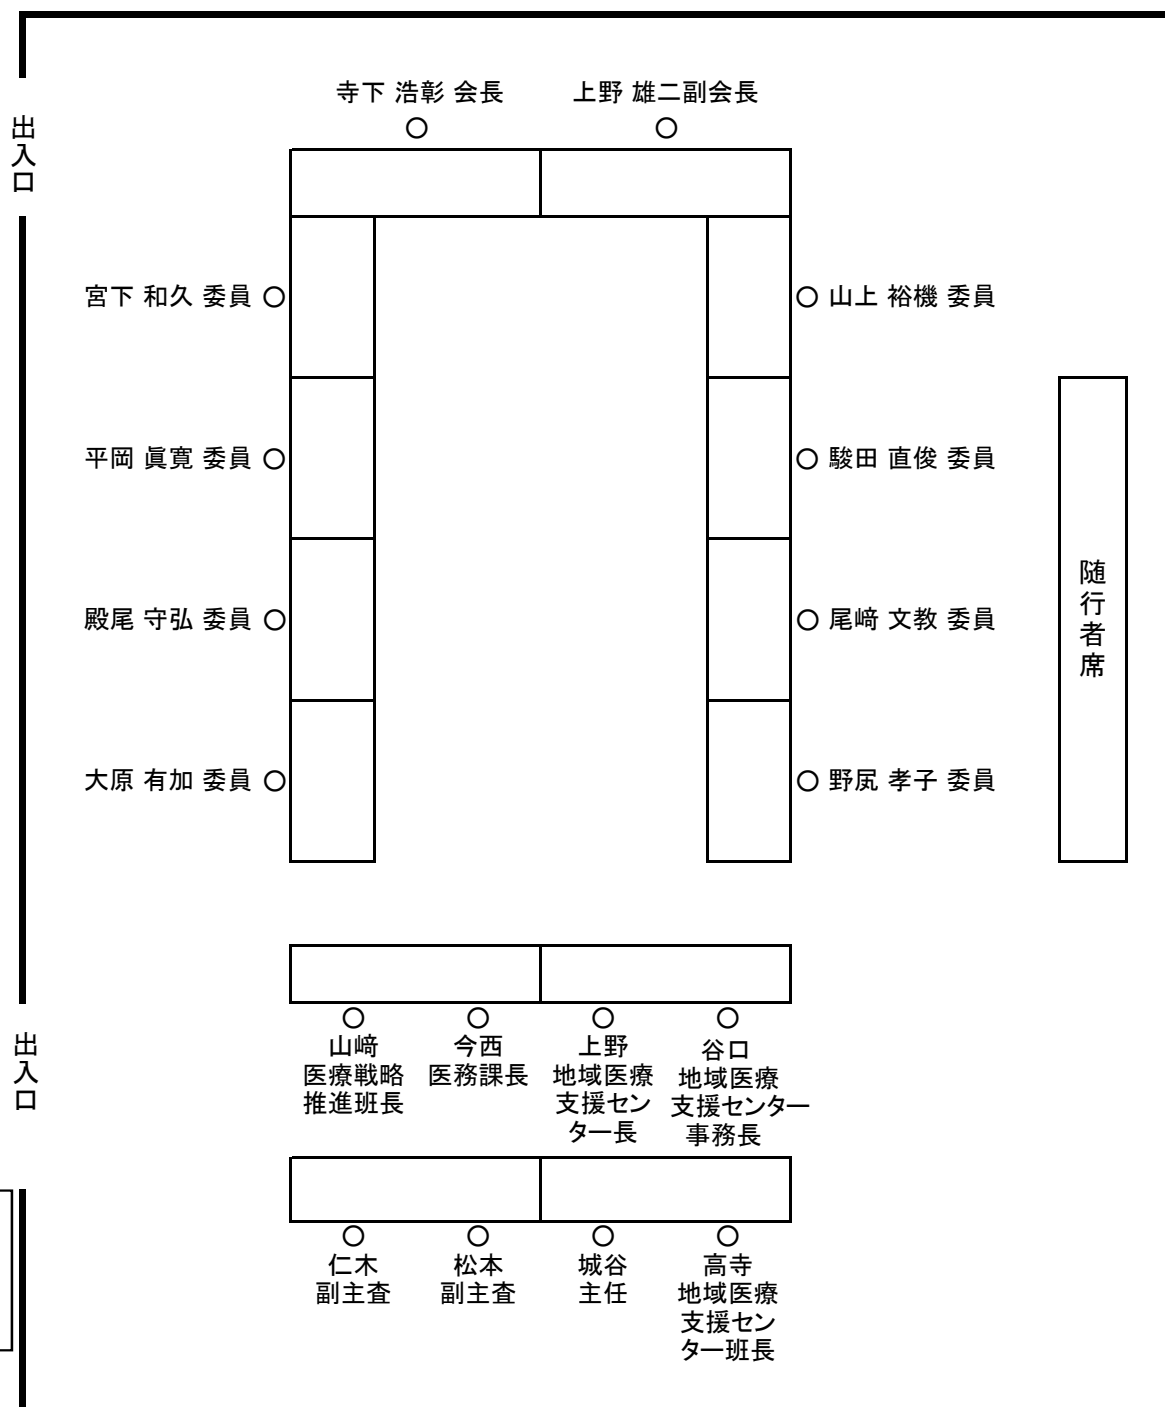 寺下 浩彰 会長
上野 雄二副会長
出入口
宮下 和久 委員
山上 裕機 委員
平岡 眞寛 委員
駿田 直俊 委員
殿尾 守弘 委員
尾﨑 文教 委員
随行者席
大原 有加 委員
野尻 孝子 委員
出入口
山﨑
医療戦略
推進班長
今西
医務課長
上野
地域医療
支援セン
ター長
谷口
地域医療
支援センター
事務長
仁木
副主査
松本
副主査
城谷
主任
高寺
地域医療
支援セン
ター班長